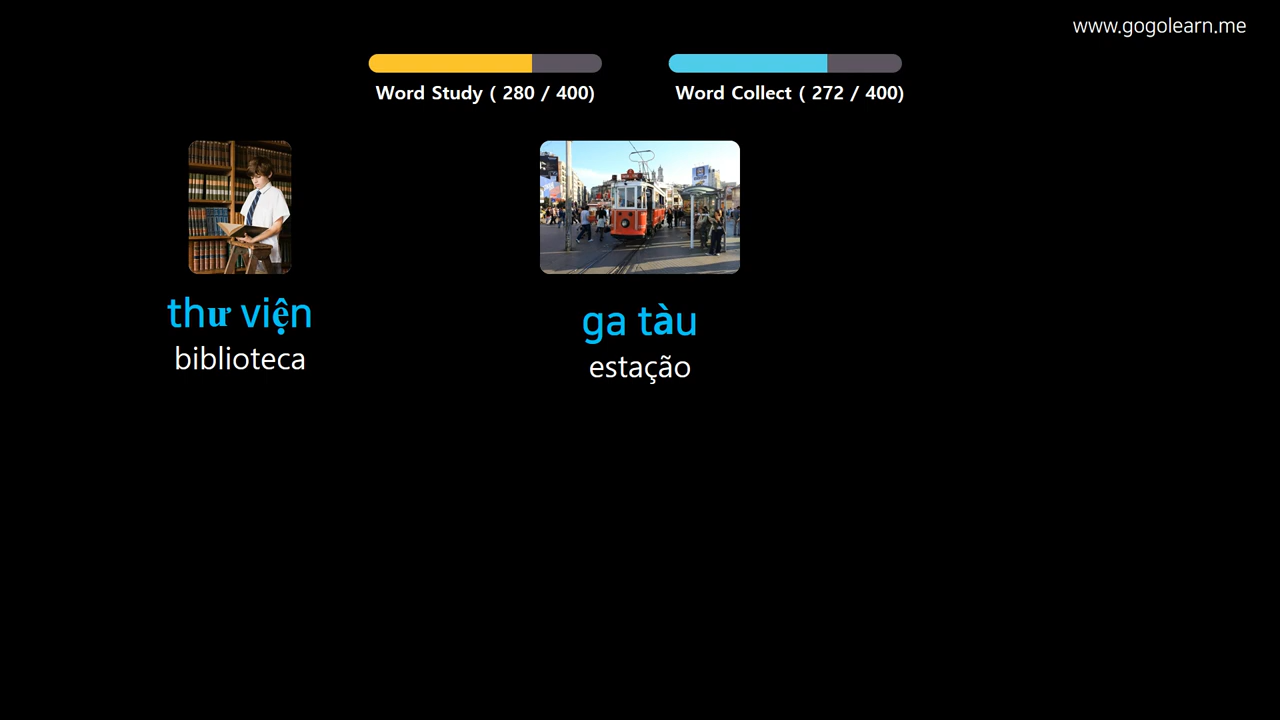 www.gogolearn.me
Word Study ( 280 / 400)
Word Collect ( 272 / 400)
thư viện
biblioteca
ga tàu
estação